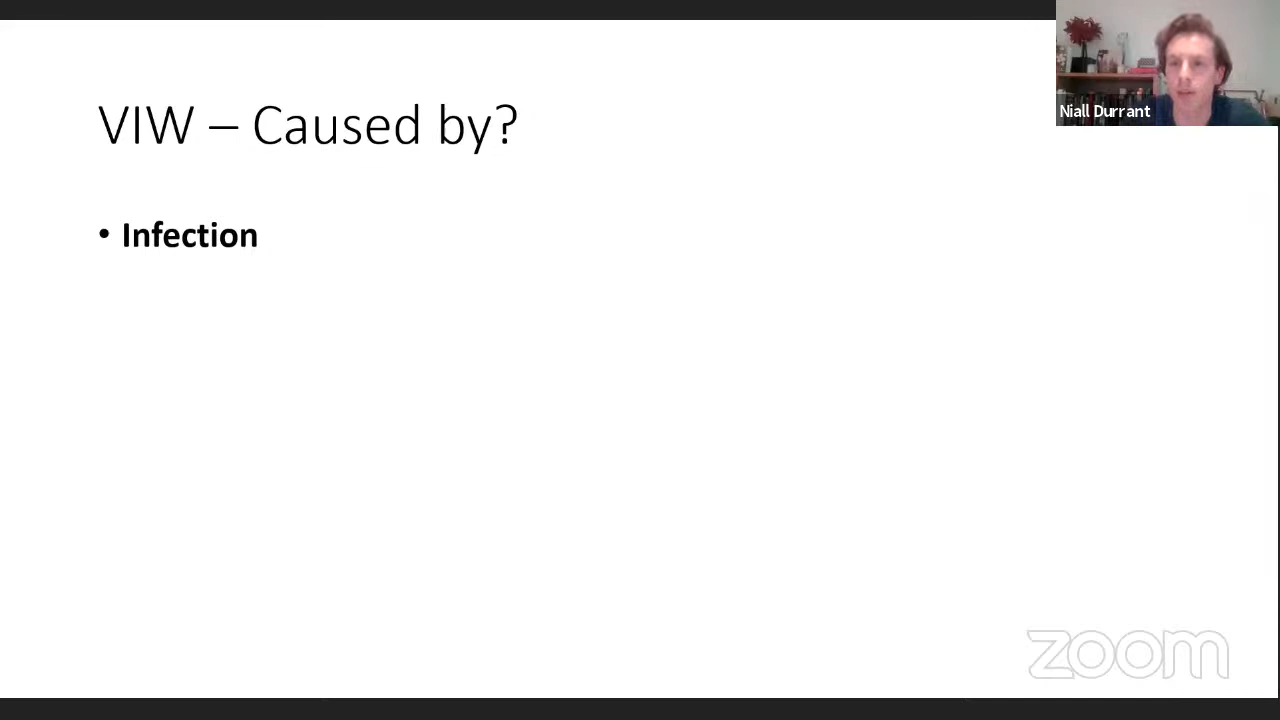 VIW – Caused by?
• Infection
Niall Durrant
zoom